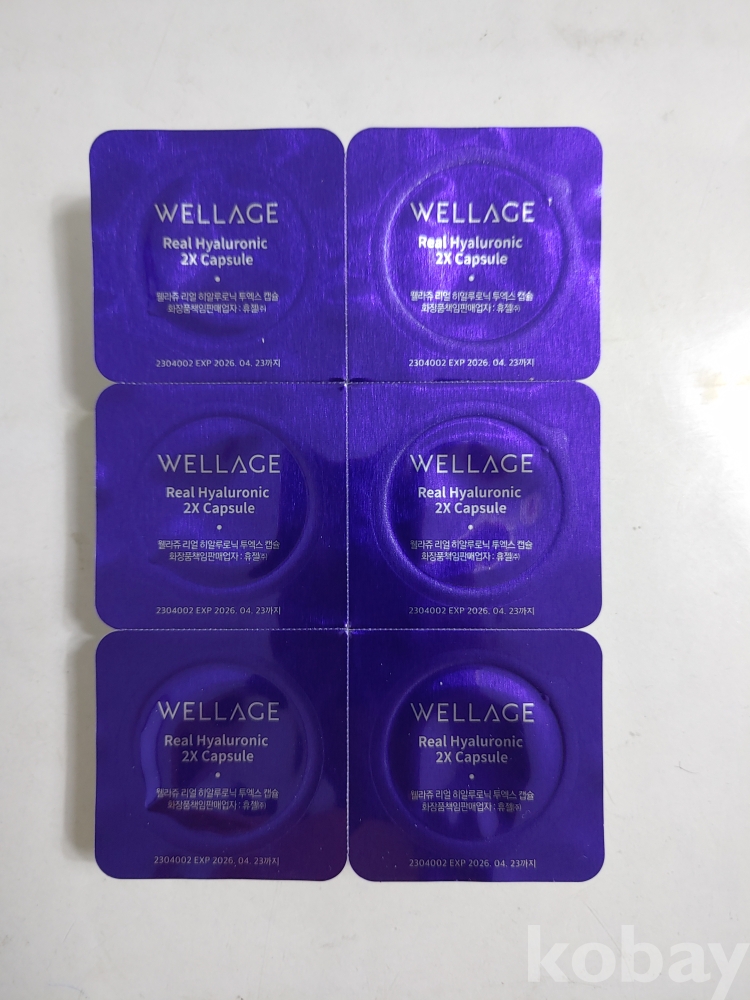 WELLAGE
Real Hyaluronic
2X Capsule
웰라쥬 리얼 히알루로닉 투엑스 캡슐
화장품책임판매업자 : 휴젤㈜
2304002 EXP 2026. 04. 23까지
WELLAGE
Real Hyaluronic
2X Capsule
웰라쥬 리얼 히알루로닉 투엑스 캡슐
화장품책임판매업자 : 휴젤㈜
2304002 EXP 2026. 04. 23까지
WELLAGE
Real Hyaluronic
2X Capsule
웰라쥬 리얼 히알루로닉 투엑스 캡슐
화장품책임판매업자 : 휴젤㈜
2304002 EXP 2026. 04. 23까지
WELLAGE
Real Hyaluronic
2X Capsule
웰라쥬 리얼 히알루로닉 투엑스 캡슐
화장품책임판매업자 : 휴젤㈜
2304002 EXP 2026. 04. 23까지
WELLAGE
Real Hyaluronic
2X Capsule
웰라쥬 리얼 히알루로닉 투엑스 캡슐
화장품책임판매업자 : 휴젤㈜
2304002 EXP 2026. 04. 23까지
WELLAGE
Real Hyaluronic
2X Capsule
웰라쥬 리얼 히알루로닉 투엑스 캡슐
화장품책임판매업자 : 휴젤㈜
2304002 EXP 2026. 04. 23까지
kobay